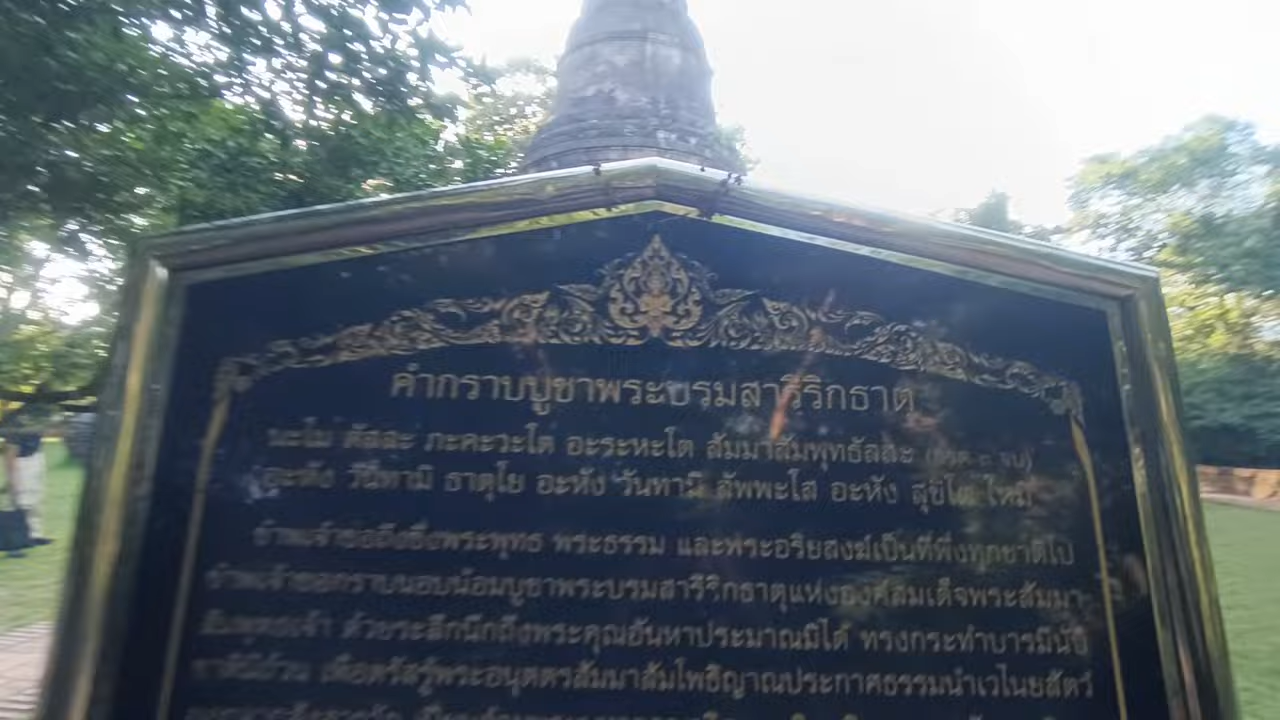 คำกราบบูชาพระบรมสารีริกธาตุ
นะโม ตัสสะ ภะคะวะโต อะระหะโต สัมมาสัมพุทธัสสะ
อะหัง วันทามิ ธาตุโย อะหัง วันทามิ สัพพะโส อะหัง สุขิโต โหมิ
ข้าพเจ้าขอถึงซึ่งพระพุทธ พระธรรม และพระอริยสงฆ์เป็นที่พึ่งทุกชาติไป
ข้าพเจ้าขอกราบนอบน้อมบูชาพระบรมสารีริกธาตุแห่งองค์สมเด็จพระสัมมา
สัมพุทธเจ้า ด้วยระลึกนึกถึงพระคุณอันหาประมาณมิได้ ทรงกระทำบารมีนับ
เพื่อตรัสรู้พระอนุตตรสัมมาสัมโพธิญาณประกาศธรรมนำเวไนยสัตว์